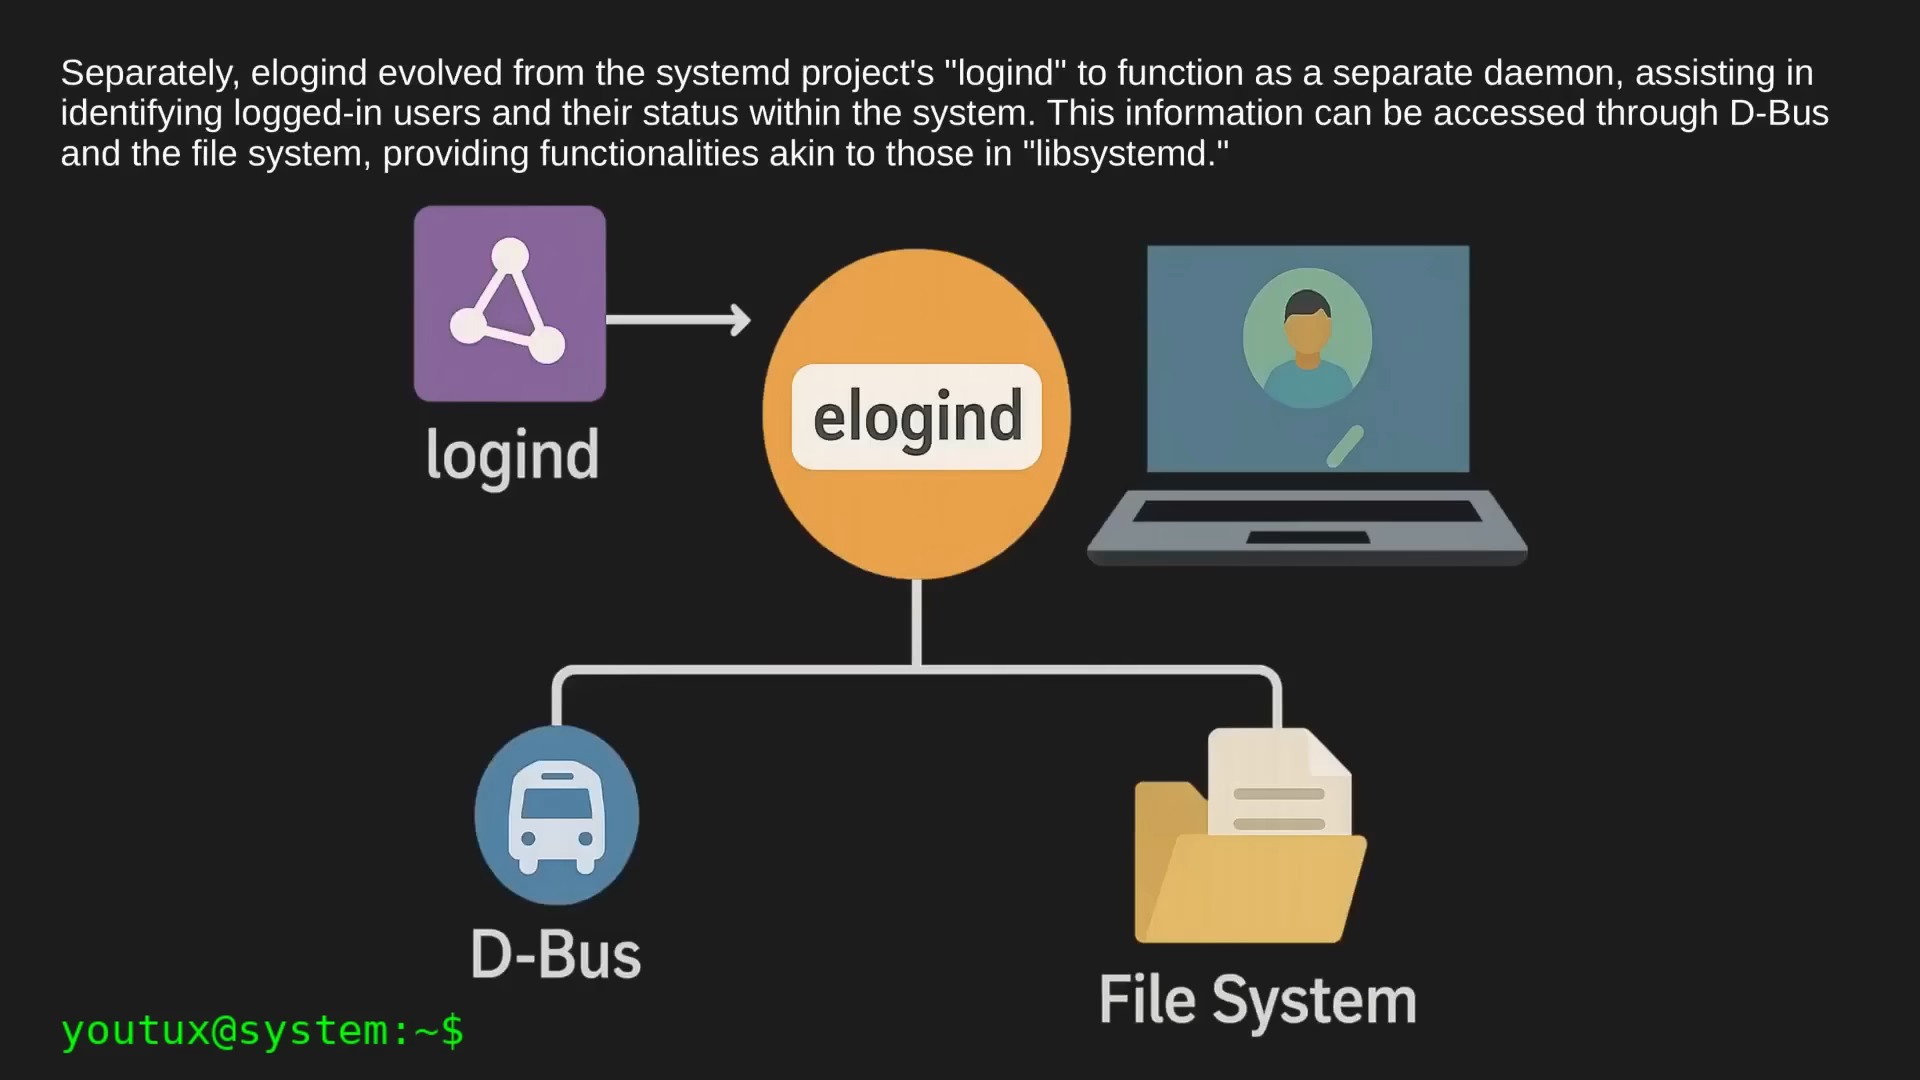 Separately, elogind evolved from the systemd project's "logind" to function as a separate daemon, assisting in
identifying logged-in users and their status within the system. This information can be accessed through D-Bus
and the file system, providing functionalities akin to those in "libsystemd."
elogind
logind
D-Bus
File System
youtux@system:~$